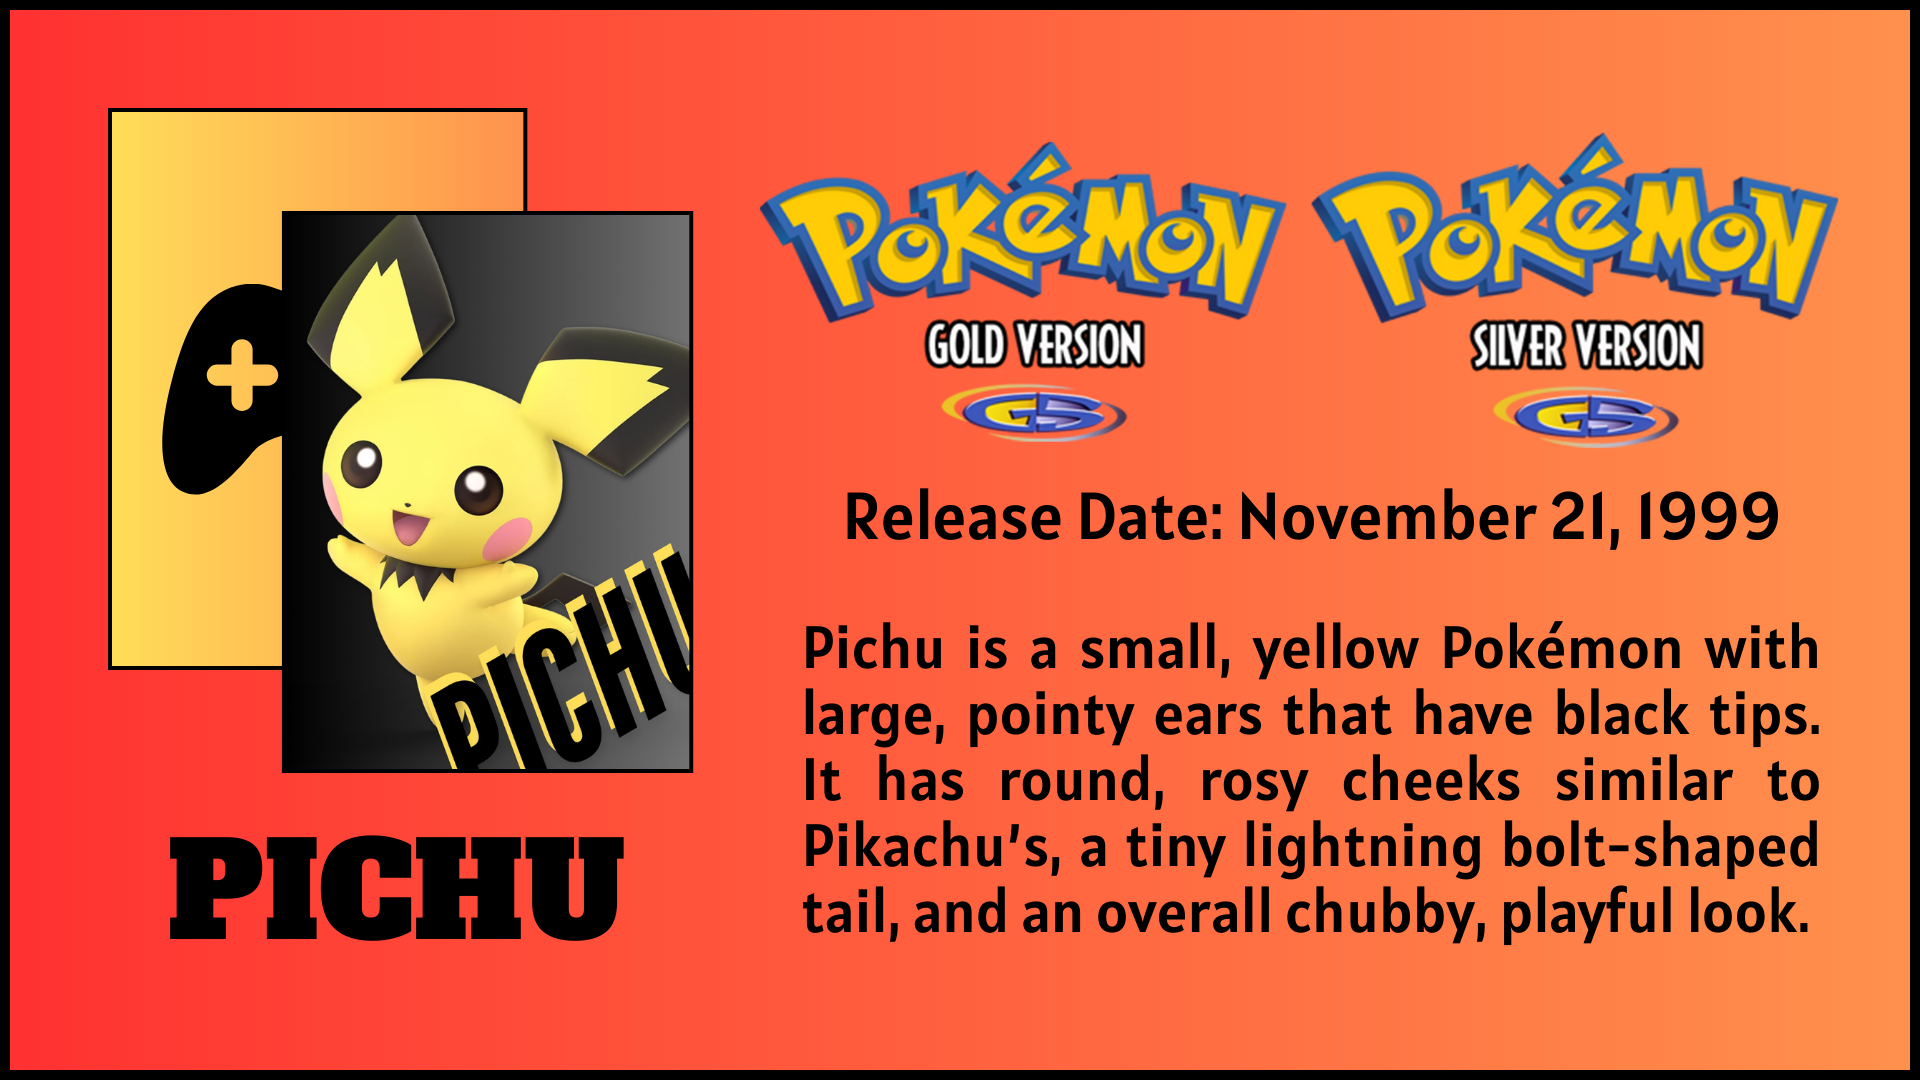 POKéMON
GOLD VERSION
GS
POKéMON
SILVER VERSION
GS
Release Date: November 21, 1999
Pichu is a small, yellow Pokémon with
large, pointy ears that have black tips.
It has round, rosy cheeks similar to
Pikachu's, a tiny lightning bolt-shaped
tail, and an overall chubby, playful look.
PICHU
PICHU